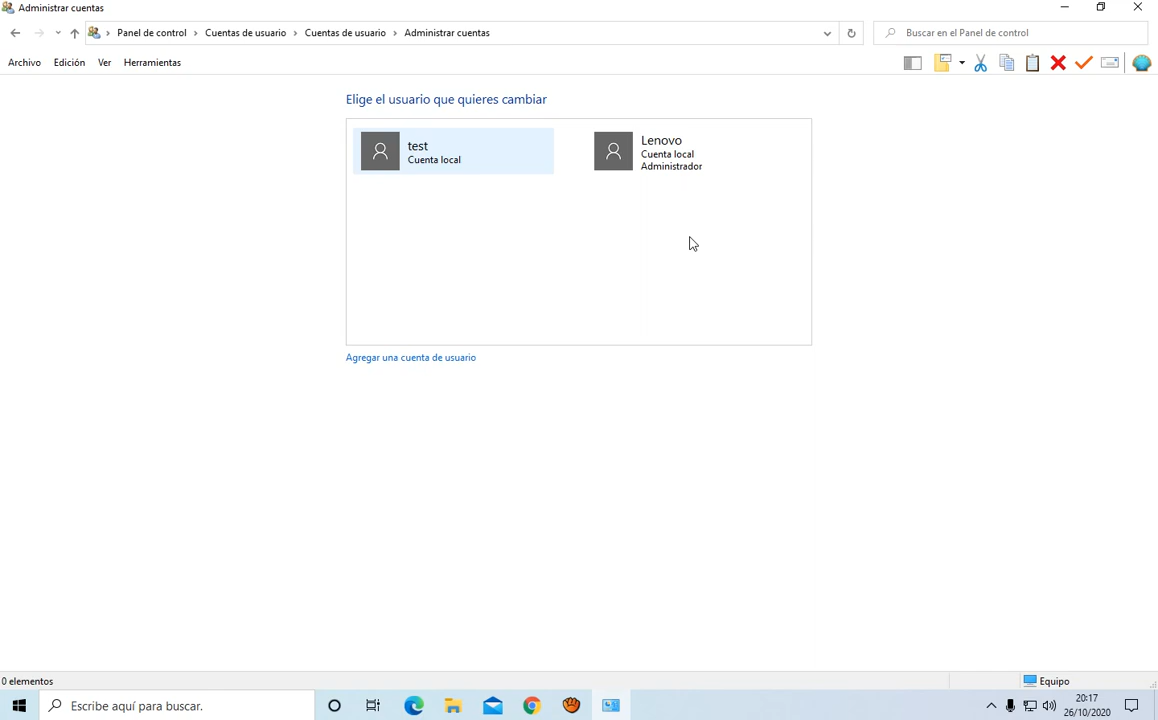 Administrar cuentas
Panel de control > Cuentas de usuario > Cuentas de usuario > Administrar cuentas
Buscar en el Panel de control
Archivo Edición Ver Herramientas
Elige el usuario que quieres cambiar
test
Cuenta local
Lenovo
Cuenta local
Administrador
Agregar una cuenta de usuario
0 elementos
Equipo
Escribe aquí para buscar.
20:17
26/10/2020